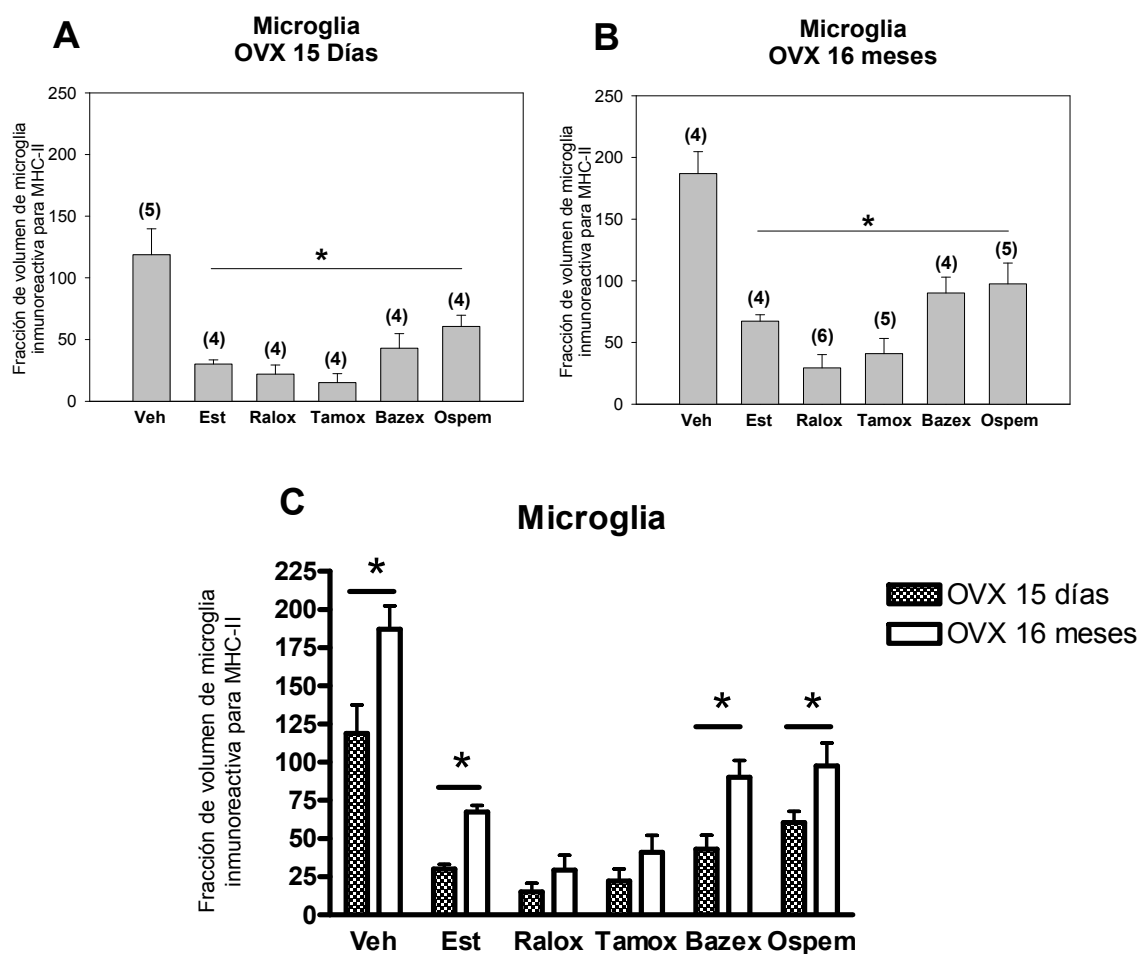 A
Microglia
OVX 15 Días
Fracción de volumen de microglia
inmunoreactiva para MHC-II
250
200
150
100
50
0
(5)
(4)
(4)
(4)
(4)
(4)
*
Veh Est Ralox Tamox Bazex Ospem
B
Microglia
OVX 16 meses
Fracción de volumen de microglia
inmunoreactiva para MHC-II
250
200
150
100
50
0
(4)
(4)
(6)
(5)
(4)
(5)
*
Veh Est Ralox Tamox Bazex Ospem
C
Microglia
Fracción de volumen de microglia
inmunoreactiva para MHC-II
225
200
175
150
125
100
75
50
25
0
*
*
*
*
Veh Est Ralox Tamox Bazex Ospem
OVX 15 días
OVX 16 meses